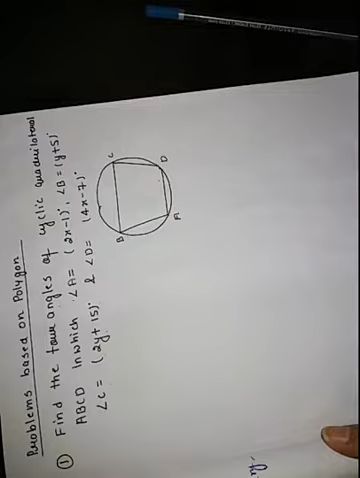 Problems based on Polygon
① Find the four angles of cyclic quadrilateral
ABCD in which ∠A = (2x-1)°, ∠B = (y+5)°
∠C = (2y+15)° & ∠D = (4x-7)°
B
C
A
D